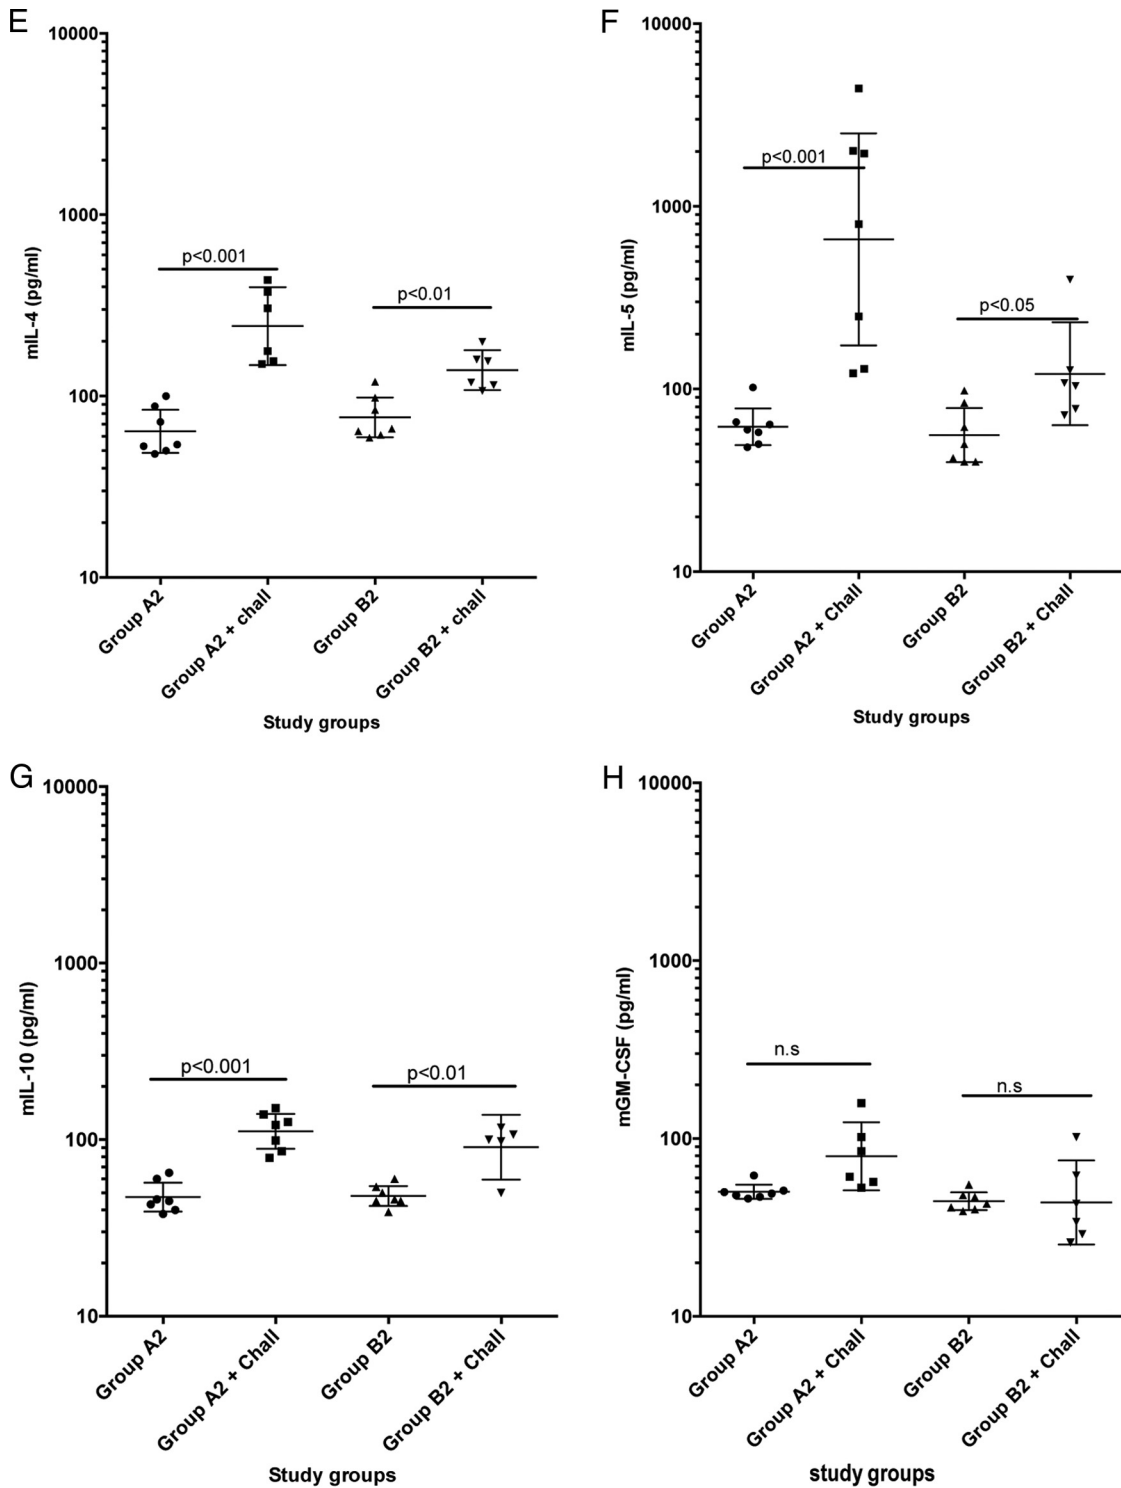 E
10000
1000
100
10
mIL-4 (pg/ml)
p<0.001
p<0.01
Group A2
Group A2 + chall
Group B2
Group B2 + chall
Study groups
F
10000
1000
100
10
mIL-5 (pg/ml)
p<0.001
p<0.05
Group A2
Group A2 + Chall
Group B2
Group B2 + Chall
Study groups
G
10000
1000
100
10
mIL-10 (pg/ml)
p<0.001
p<0.01
Group A2
Group A2 + Chall
Group B2
Group B2 + Chall
Study groups
H
10000
1000
100
10
mGM-CSF (pg/ml)
n.s
n.s
Group A2
Group A2 + Chall
Group B2
Group B2 + Chall
study groups